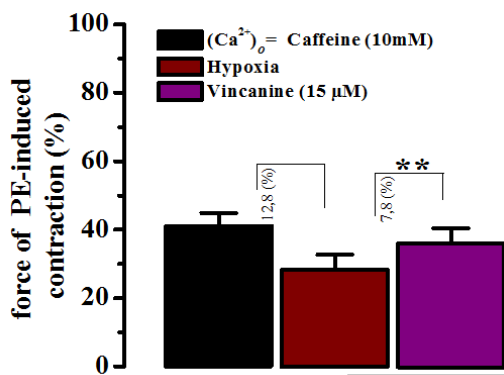 100
80
60
40
20
0
force of PE-induced
contraction (%)
(Ca²⁺)ₒ = Caffeine (10mM)
Hypoxia
Vincanine (15 μM)
12,8 (%)
7,8 (%)
**